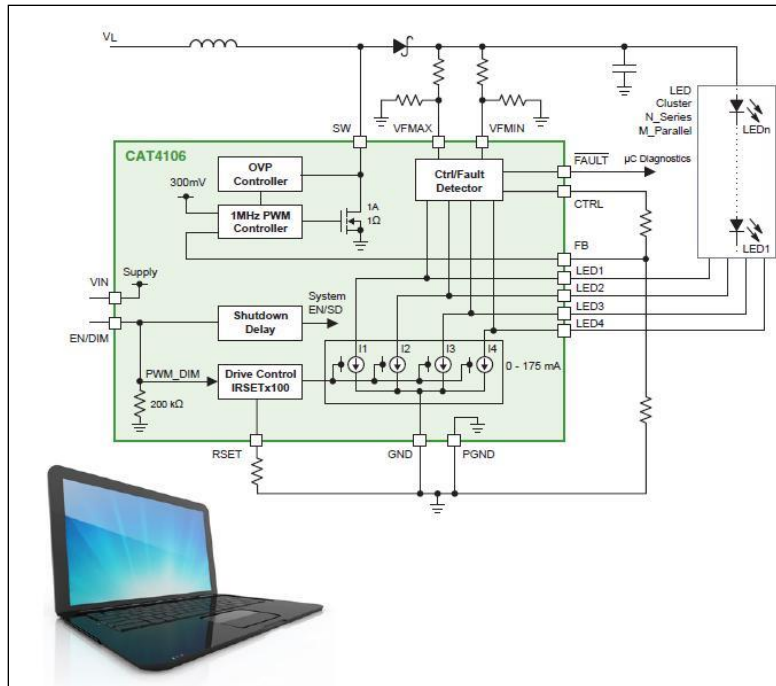 VL
LED
Cluster
N_Series
M_Parallel
LEDn
SW
VFMAX
VFMIN
CAT4106
FAULT
µC Diagnostics
OVP
Controller
Ctrl/Fault
Detector
300mV
CTRL
1A
1Ω
1MHz PWM
Controller
LED1
FB
LED1
VIN
Supply
LED2
System
EN/SD
LED3
Shutdown
Delay
EN/DIM
LED4
I1
I2
I3
I4
PWM_DIM
Drive Control
IRSETx100
0 - 175 mA
200 kΩ
RSET
GND
PGND